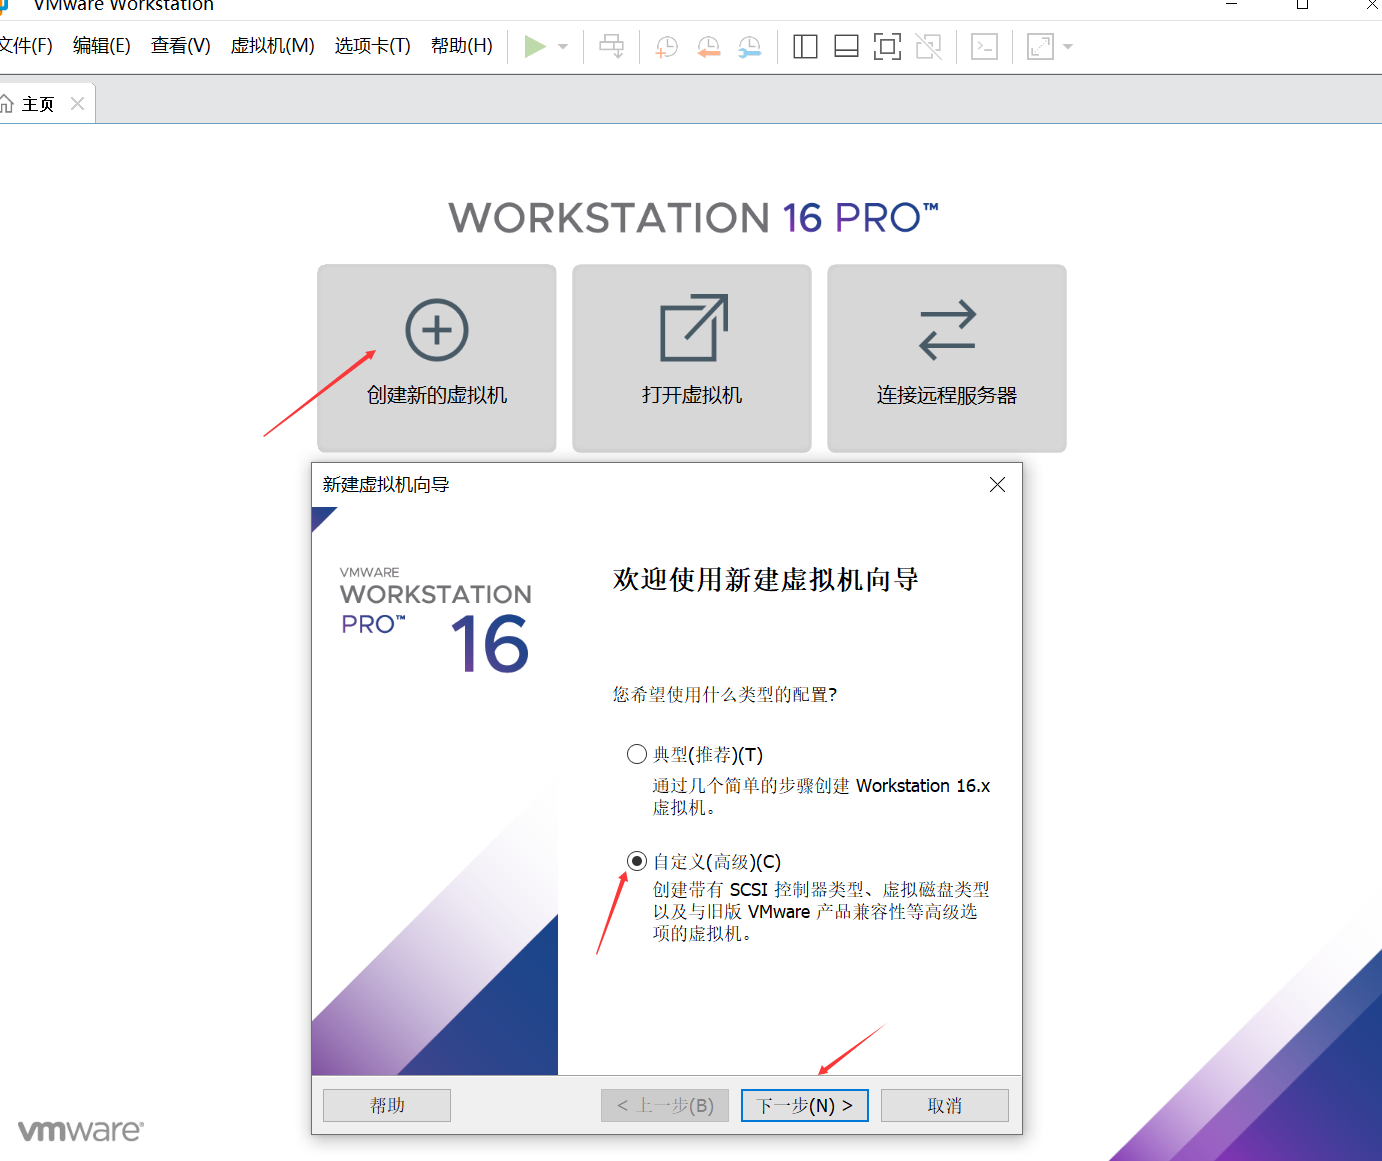 VMware Workstation
文件(F) 编辑(E) 查看(V) 虚拟机(M) 选项卡(T) 帮助(H)
主页
WORKSTATION 16 PRO™
创建新的虚拟机 打开虚拟机 连接远程服务器
新建虚拟机向导
VMWARE
WORKSTATION
PRO™ 16
欢迎使用新建虚拟机向导
您希望使用什么类型的配置?
典型(推荐)(T)
通过几个简单的步骤创建 Workstation 16.x
虚拟机。
自定义(高级)(C)
创建带有 SCSI 控制器类型、虚拟磁盘类型
以及与旧版 VMware 产品兼容性等高级选
项的虚拟机。
帮助 < 上一步(B) 下一步(N) > 取消
vmware®